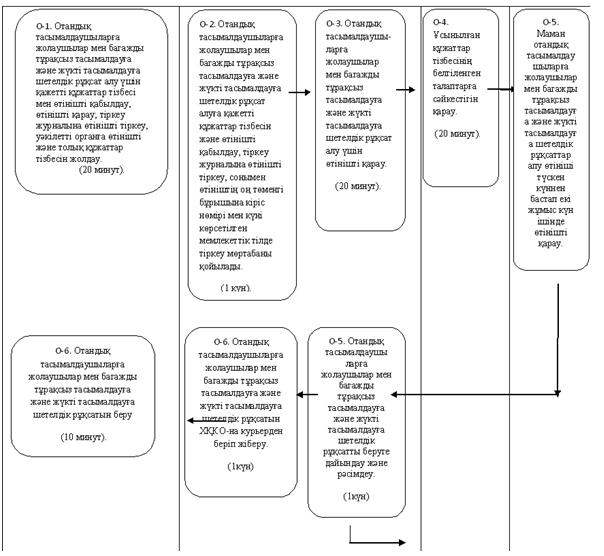 О-1. Отандық
тасымалдаушыларға
жолаушылар мен багажды
тұрақсыз тасымалдауға
және жүкті тасымалдауға
шетелдік рұқсат алу үшін
қажетті құжаттар тізбесі
мен өтінішті қабылдау,
өтінішті қарау, тіркеу
журналына өтінішті тіркеу,
уәкілетті органға өтінішті
және толық құжаттар
тізбесін жолдау.
(20 минут).
О-2. Отандық
тасымалдаушыларға
жолаушылар мен
багажды тұрақсыз
тасымалдауға және
жүкті тасымалдауға
шетелдік рұқсат
алуға қажетті
құжаттар тізбесін
және өтінішті
қабылдау, тіркеу
журналына өтінішті
тіркеу, сонымен
өтініштің оң төменгі
бұрышына кіріс
нөмірі мен күні
көрсетілген
мемлекеттік тілде
тіркеу мөртабаны
қойылады.
(1 күн).
О-3. Отандық
тасымалдаушы-
ларға
жолаушылар
мен багажды
тұрақсыз
тасымалдауға
және жүкті
тасымалдауға
шетелдік рұқсат
алу үшін
өтінішті қарау.
(20 минут).
О-4.
Ұсынылған
құжаттар
тізбесінің
белгіленген
талаптарға
сәйкестігін
қарау.
(20 минут).
О-5.
Маман
отандық
тасымалдау
шыларға
жолаушылар
мен багажды
тұрақсыз
тасымалдауғ
а және жүкті
тасымалдауғ
а шетелдік
рұқсаттар
алу өтініші
түскен
күннен
бастап екі
жұмыс күн
ішінде
өтінішті
қарау.
О-6. Отандық
тасымалдаушыларға
жолаушылар мен багажды
тұрақсыз тасымалдауға
және жүкті тасымалдауға
шетелдік рұқсатын беру
(10 минут).
О-6. Отандық
тасымалдаушыларға
жолаушылар мен
багажды тұрақсыз
тасымалдауға және
жүкті тасымалдауға
шетелдік рұқсатын
ХҚКО-на курьерден
беріп жіберу.
(1күн)
О-5. Отандық
тасымалдаушы
ларға
жолаушылар мен
багажды
тұрақсыз
тасымалдауға
және жүкті
тасымалдауға
шетелдік
рұқсатты беруге
дайындау және
рәсімдеу.
(1күн)